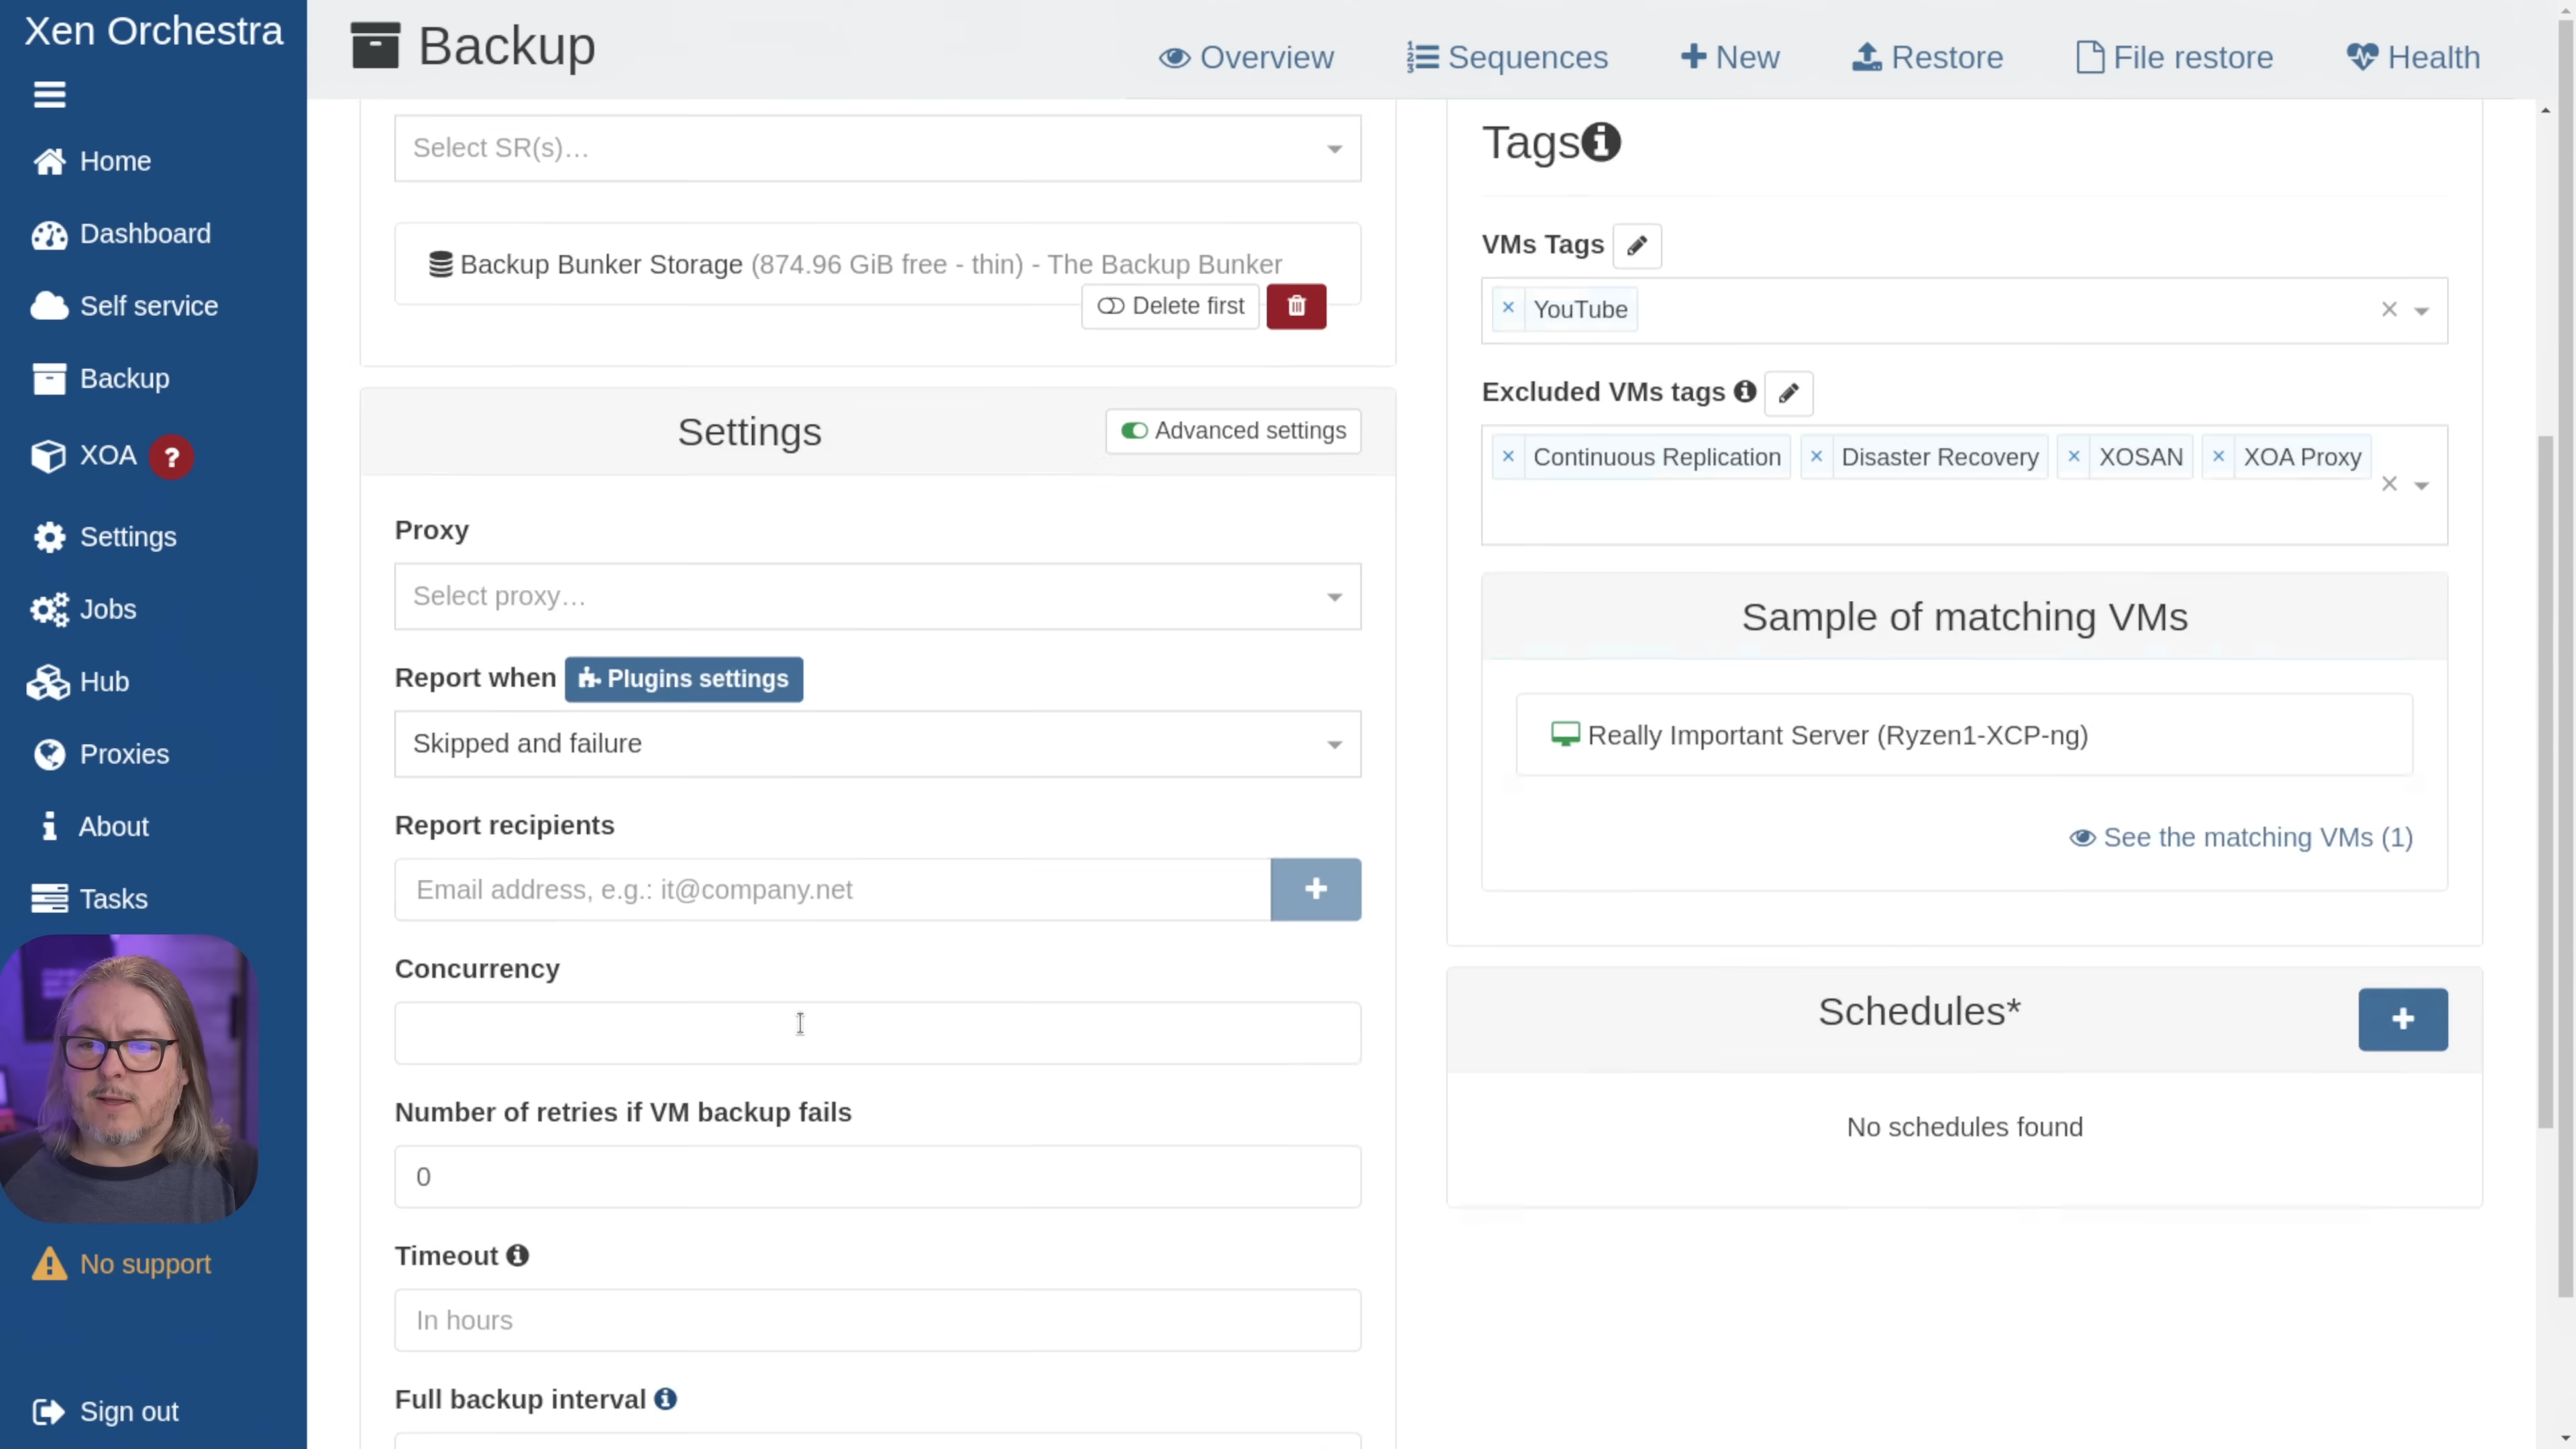 Xen Orchestra
Home
Dashboard
Self service
Backup
XOA ?
Settings
Jobs
Hub
Proxies
About
Tasks
No support
Sign out
Backup
Overview
Sequences
New
Restore
File restore
Health
Select SR(s)…
Backup Bunker Storage (874.96 GiB free - thin) - The Backup Bunker
Delete first
Settings
Advanced settings
Proxy
Select proxy…
Report when
Plugins settings
Skipped and failure
Report recipients
Email address, e.g.: it@company.net
Concurrency
Number of retries if VM backup fails
0
Timeout
In hours
Full backup interval
Tags
VMs Tags
× YouTube
Excluded VMs tags
× Continuous Replication × Disaster Recovery × XOSAN × XOA Proxy
Sample of matching VMs
Really Important Server (Ryzen1-XCP-ng)
See the matching VMs (1)
Schedules*
No schedules found